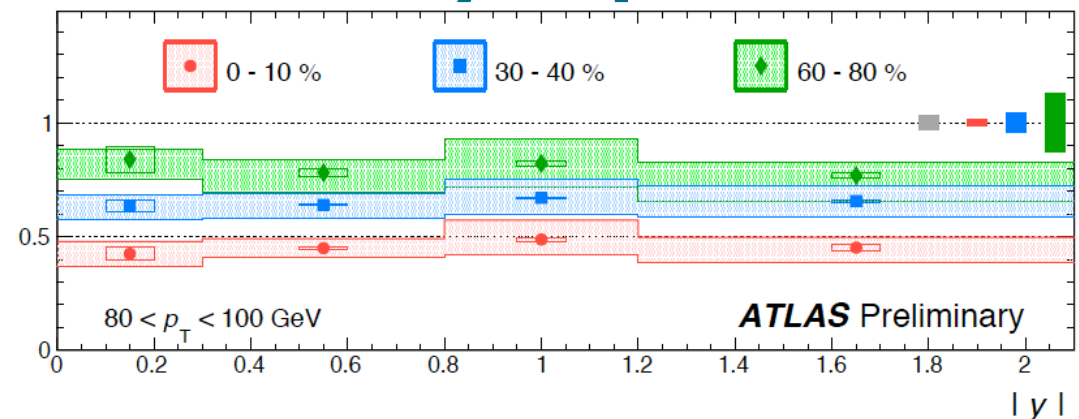 0 - 10 %
30 - 40 %
60 - 80 %
1
0.5
80 < p_T < 100 GeV
ATLAS Preliminary
0
0 0.2 0.4 0.6 0.8 1 1.2 1.4 1.6 1.8 2
| y |